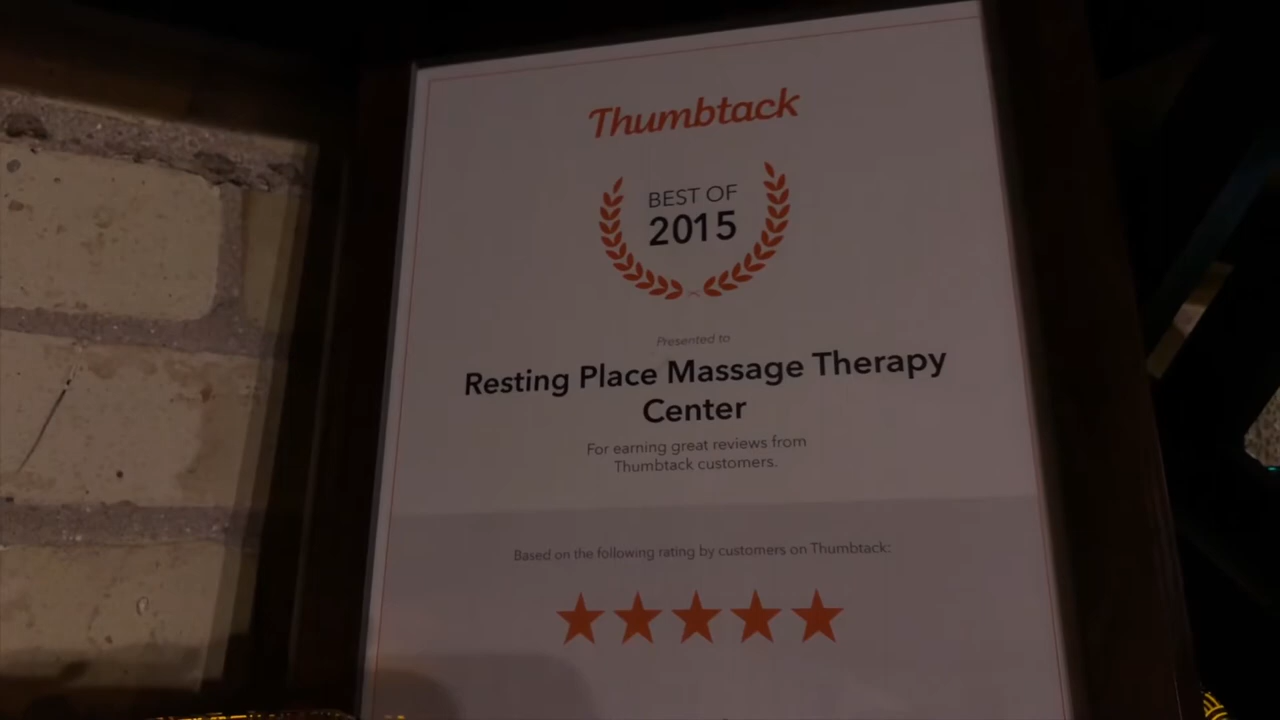 Thumbtack
BEST OF
2015
Presented to
Resting Place Massage Therapy
Center
For earning great reviews from
Thumbtack customers.
Based on the following rating by customers on Thumbtack: